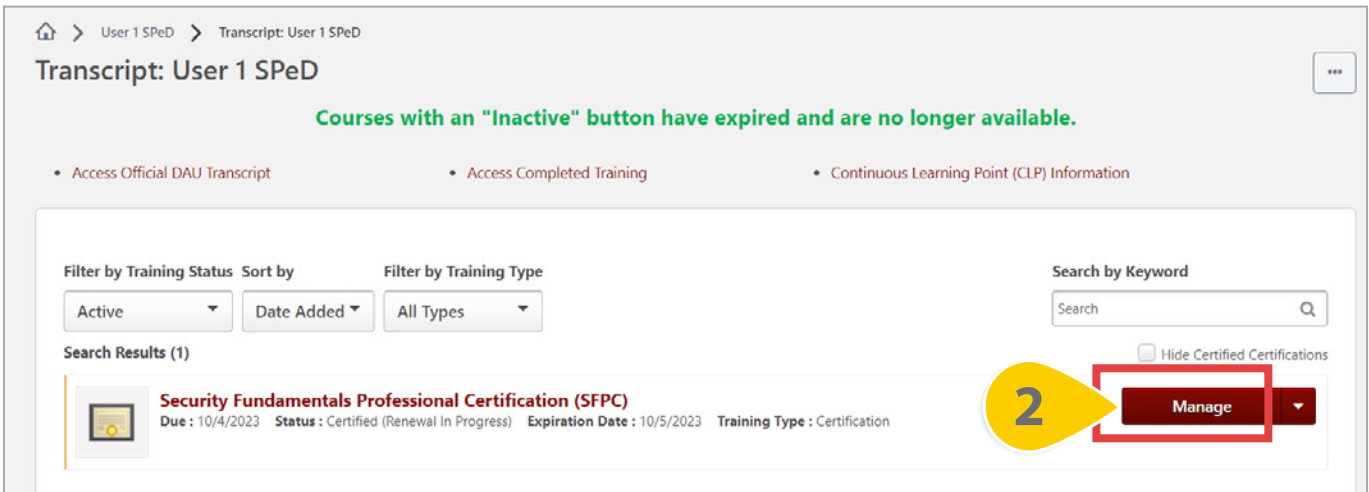 User 1 SPeD Transcript: User 1 SPeD
Transcript: User 1 SPeD
Courses with an "Inactive" button have expired and are no longer available.
• Access Official DAU Transcript • Access Completed Training • Continuous Learning Point (CLP) Information
Filter by Training Status Sort by Filter by Training Type Search by Keyword
Active Date Added All Types Search
Search Results (1) Hide Certified Certifications
Security Fundamentals Professional Certification (SFPC)
Due : 10/4/2023 Status : Certified (Renewal In Progress) Expiration Date : 10/5/2023 Training Type : Certification
2 Manage